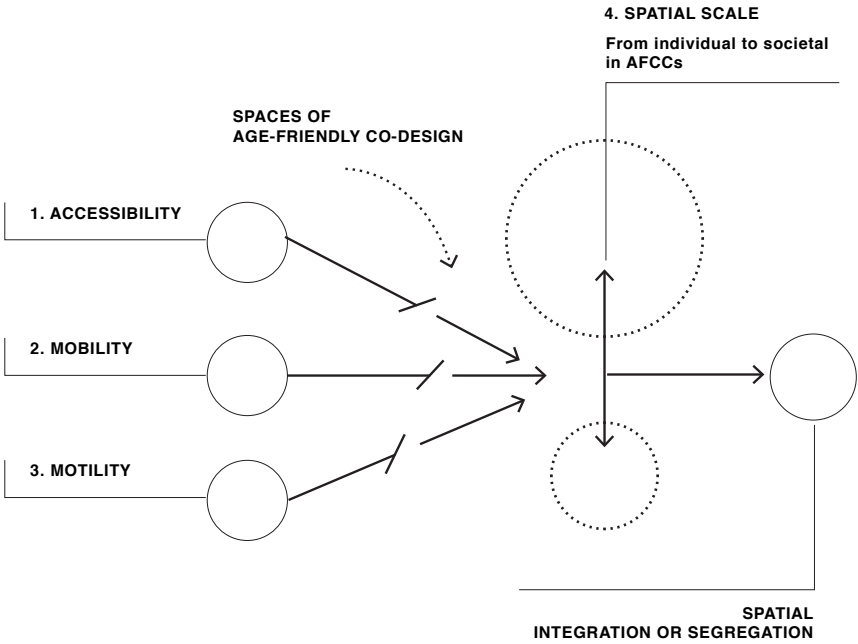 4. SPATIAL SCALE
From individual to societal
in AFCCs
SPACES OF
AGE-FRIENDLY CO-DESIGN
1. ACCESSIBILITY
2. MOBILITY
3. MOTILITY
SPATIAL
INTEGRATION OR SEGREGATION